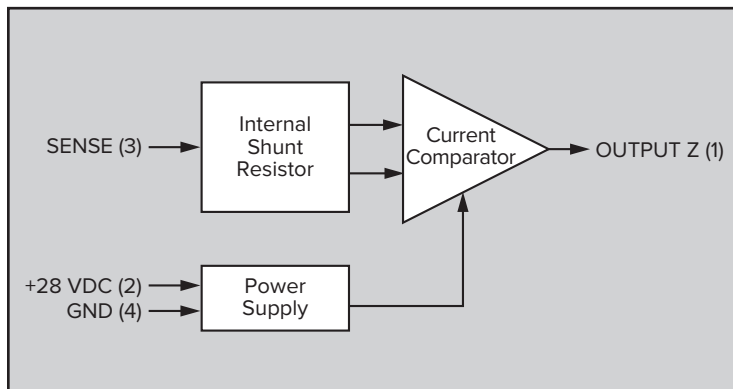 SENSE (3)
Internal
Shunt
Resistor
Current
Comparator
OUTPUT Z (1)
+28 VDC (2)
GND (4)
Power
Supply